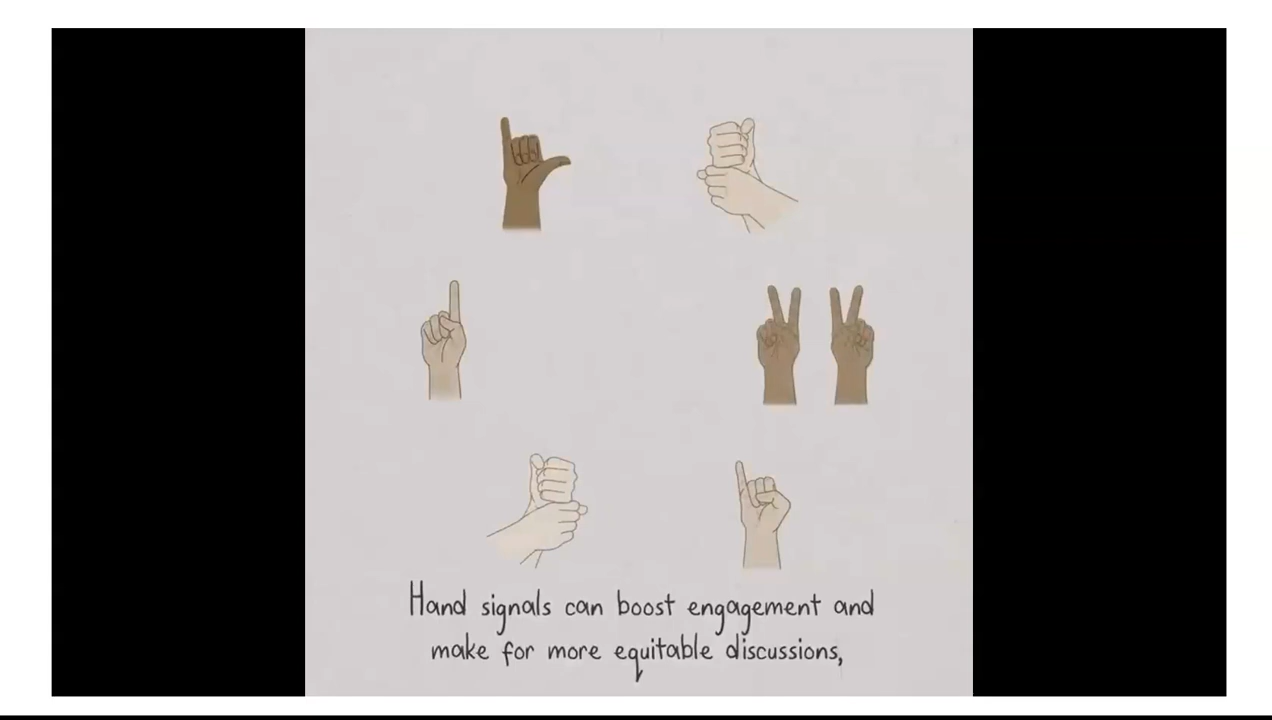 Hand signals can boost engagement and
make for more equitable discussions,